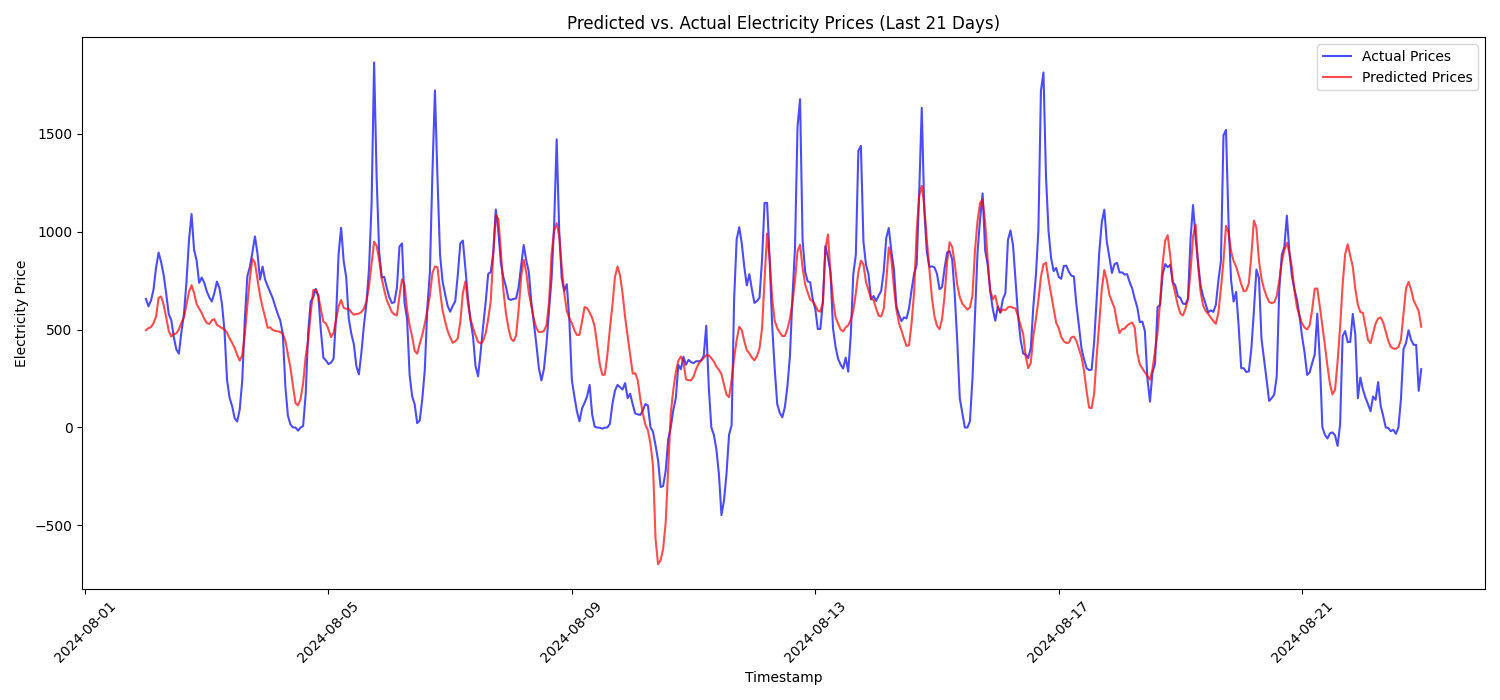 Predicted vs. Actual Electricity Prices (Last 21 Days)
Actual Prices
Predicted Prices
Electricity Price
1500
1000
500
0
−500
2024-08-01
2024-08-05
2024-08-09
2024-08-13
2024-08-17
2024-08-21
Timestamp